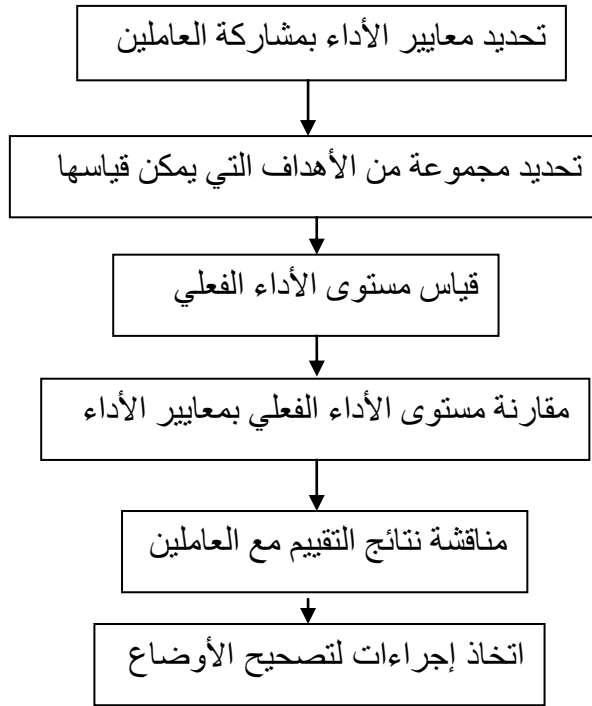 تحديد معايير الأداء بمشاركة العاملين
تحديد مجموعة من الأهداف التي يمكن قياسها
قياس مستوى الأداء الفعلي
مقارنة مستوى الأداء الفعلي بمعايير الأداء
مناقشة نتائج التقييم مع العاملين
اتخاذ إجراءات لتصحيح الأوضاع